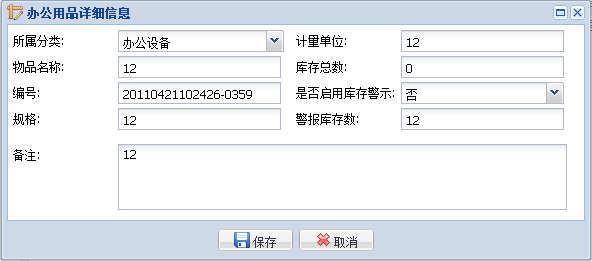 办公用品详细信息
所属分类: 办公设备 计量单位: 12
物品名称: 12 库存总数: 0
编号: 20110421102426-0359 是否启用库存警示: 否
规格: 12 警报库存数: 12
备注: 12
保存 取消